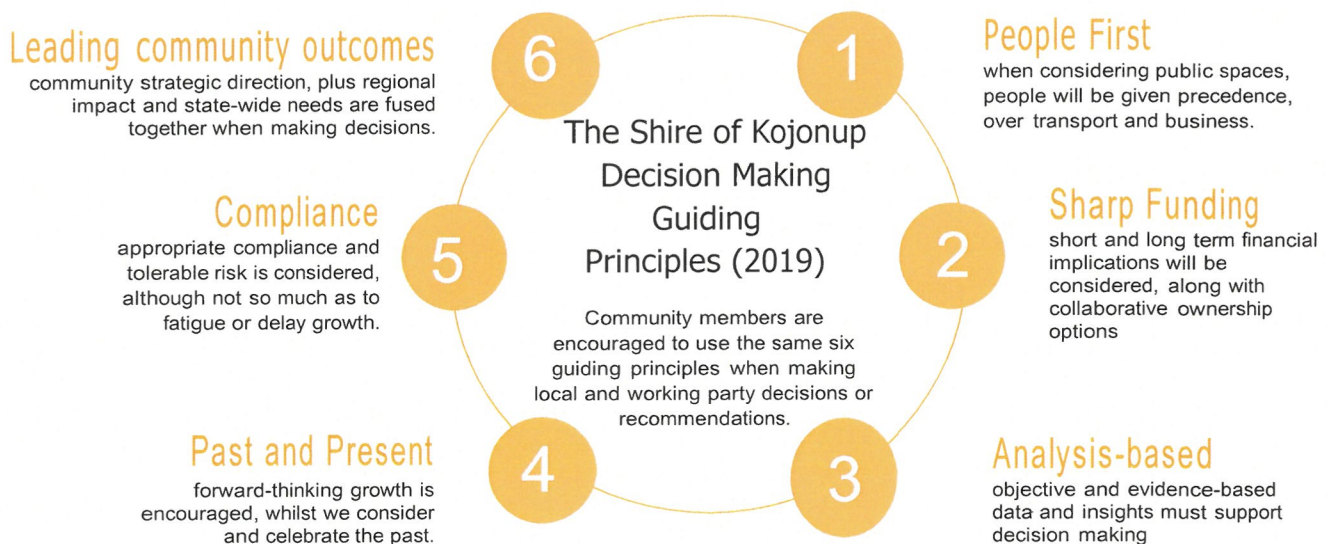 The Shire of Kojonup
Decision Making
Guiding
Principles (2019)
Community members are
encouraged to use the same six
guiding principles when making
local and working party decisions or
recommendations.
1
People First
when considering public spaces,
people will be given precedence,
over transport and business.
2
Sharp Funding
short and long term financial
implications will be
considered, along with
collaborative ownership
options
3
Analysis-based
objective and evidence-based
data and insights must support
decision making
4
Past and Present
forward-thinking growth is
encouraged, whilst we consider
and celebrate the past.
5
Compliance
appropriate compliance and
tolerable risk is considered,
although not so much as to
fatigue or delay growth.
6
Leading community outcomes
community strategic direction, plus regional
impact and state-wide needs are fused
together when making decisions.